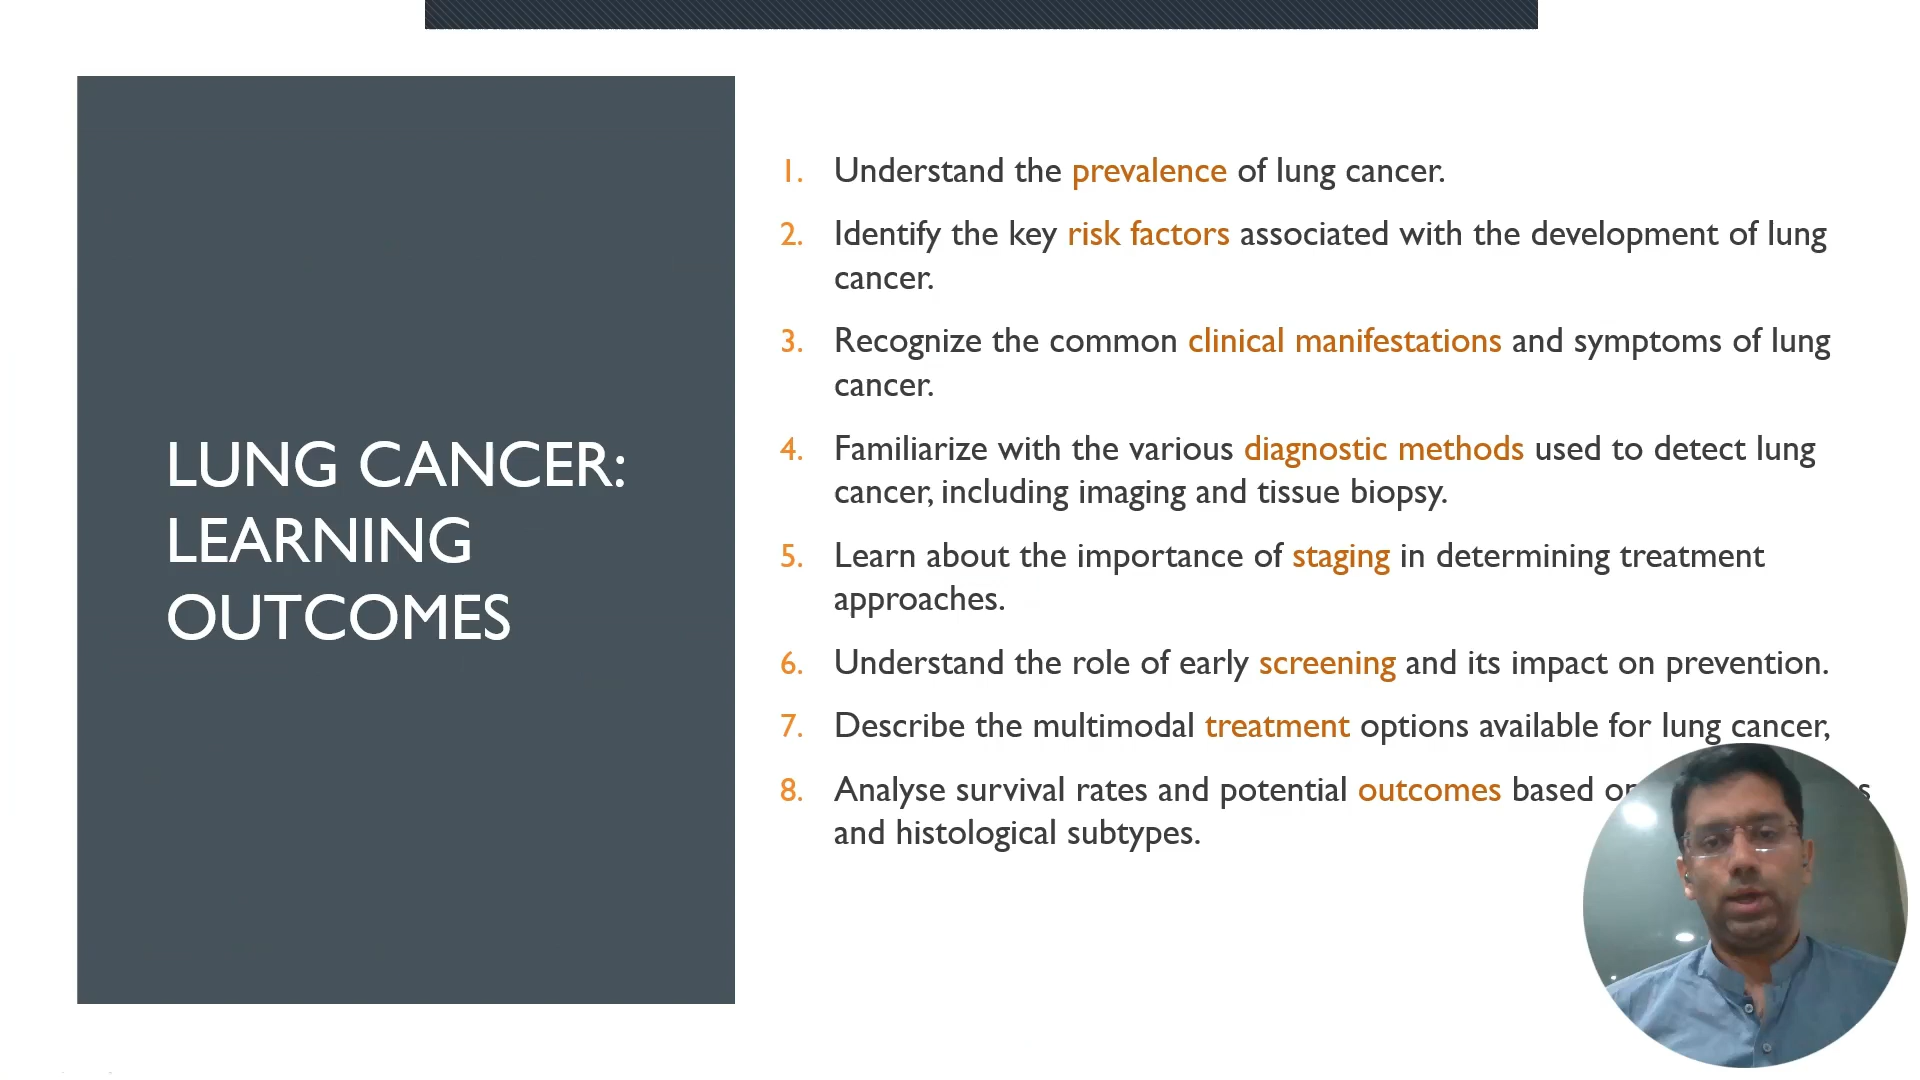 LUNG CANCER:
LEARNING
OUTCOMES
1. Understand the prevalence of lung cancer.
2. Identify the key risk factors associated with the development of lung
cancer.
3. Recognize the common clinical manifestations and symptoms of lung
cancer.
4. Familiarize with the various diagnostic methods used to detect lung
cancer, including imaging and tissue biopsy.
5. Learn about the importance of staging in determining treatment
approaches.
6. Understand the role of early screening and its impact on prevention.
7. Describe the multimodal treatment options available for lung cancer,
8. Analyse survival rates and potential outcomes based
and histological subtypes.